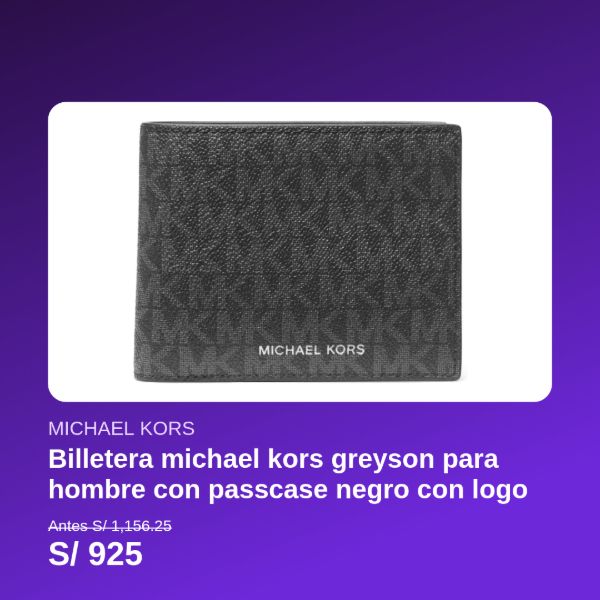 MICHAEL KORS
MICHAEL KORS
Billetera michael kors greyson para
hombre con passcase negro con logo
Antes S/ 1,156.25
S/ 925